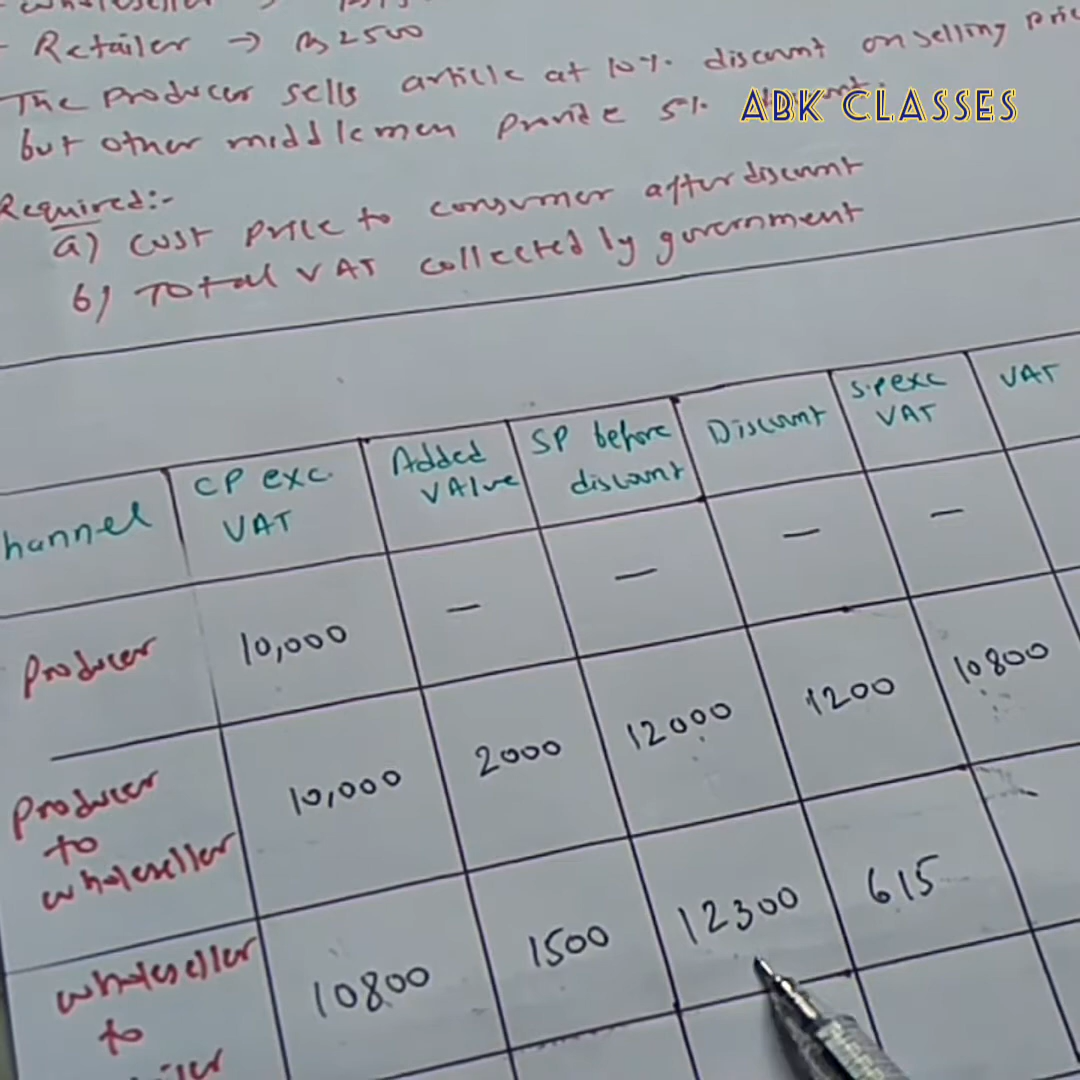 - Retailer → Rs 2500
The producer sells article at 10%. discount on selling
but other middlemen provide 5%.
ABK CLASSES
Required:-
a) cost price to consumer after discount
b) Total VAT collected by government
hannel
CP exc. VAT
Added VAlue
SP before discount
Discount
S.P exc VAT
VAT
Producer
10,000
—
—
—
—
Producer to wholeseller
10,000
2000
12000
1200
10800
wholeseller to
10800
1500
12300
615